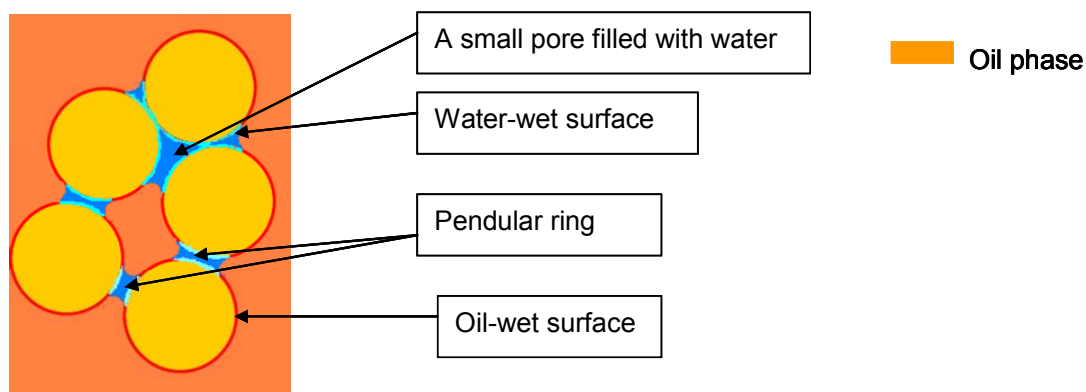 A small pore filled with water
Oil phase
Water-wet surface
Pendular ring
Oil-wet surface